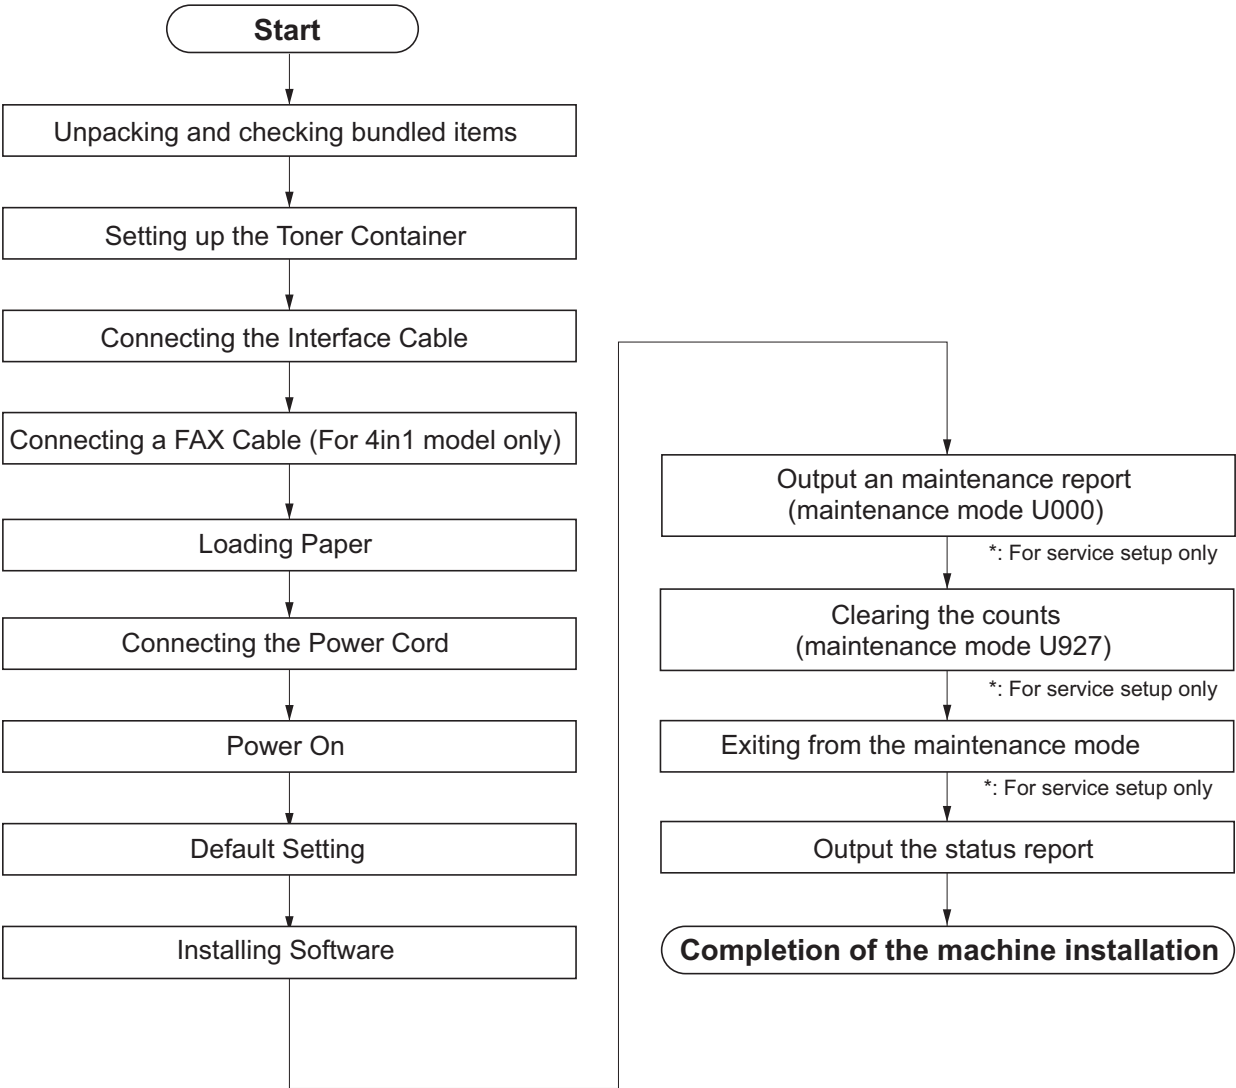 Start
Unpacking and checking bundled items
Setting up the Toner Container
Connecting the Interface Cable
Connecting a FAX Cable (For 4in1 model only)
Loading Paper
Connecting the Power Cord
Power On
Default Setting
Installing Software
Output an maintenance report
(maintenance mode U000)
*: For service setup only
Clearing the counts
(maintenance mode U927)
*: For service setup only
Exiting from the maintenance mode
*: For service setup only
Output the status report
Completion of the machine installation